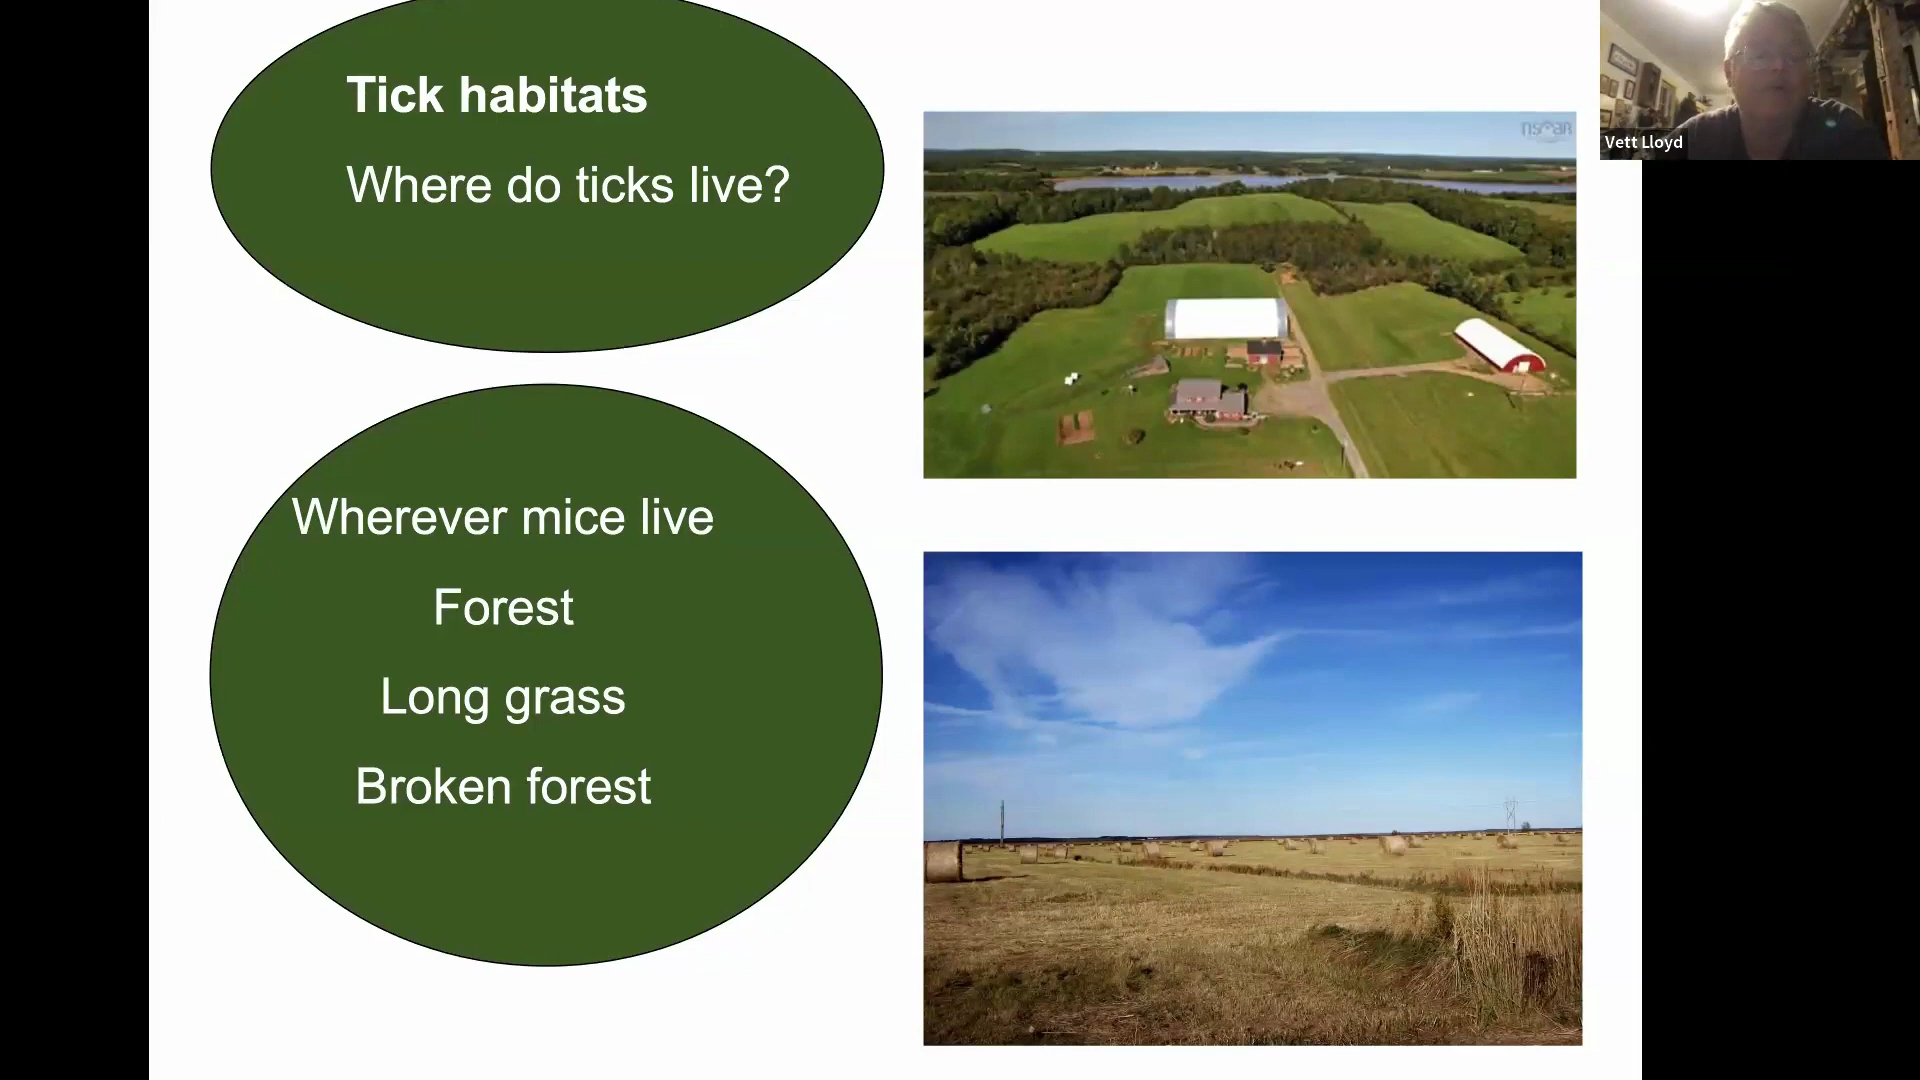 Tick habitats
Where do ticks live?
Wherever mice live
Forest
Long grass
Broken forest
Vett Lloyd